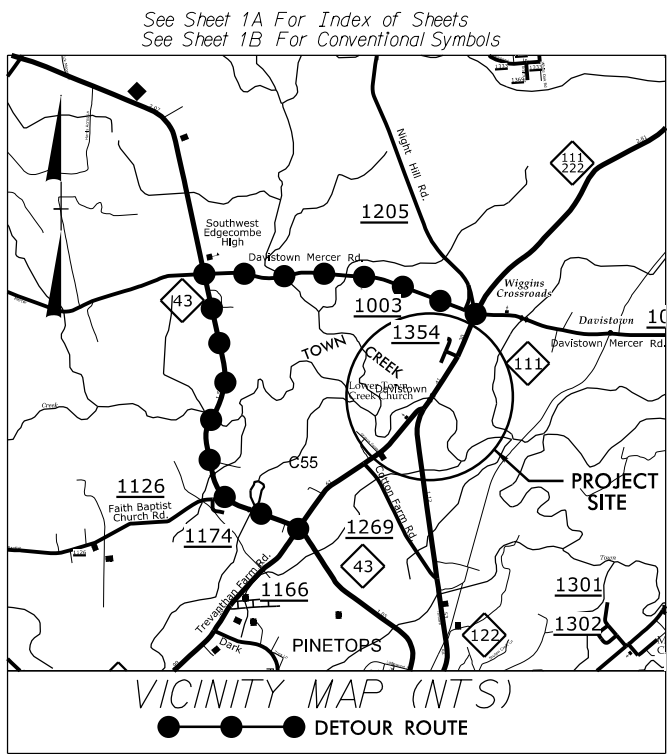 See Sheet 1A For Index of Sheets
See Sheet 1B For Conventional Symbols
111
222
Night Hill Rd.
1205
Southwest
Edgecombe
High
Davistown Mercer Rd.
43
1003
Wiggins
Crossroads
1354
Davistown
Davistown Mercer Rd.
TOWN
CREEK
111
Lower Town
Creek Church
Davistown
Creek
C55
PROJECT
SITE
1126
Faith Baptist
Church Rd.
1174
Cotton Farm Rd.
1269
43
Town
Trevanthan Farm Rd.
1166
1301
1302
122
PINETOPS
Dark
VICINITY MAP (NTS)
DETOUR ROUTE